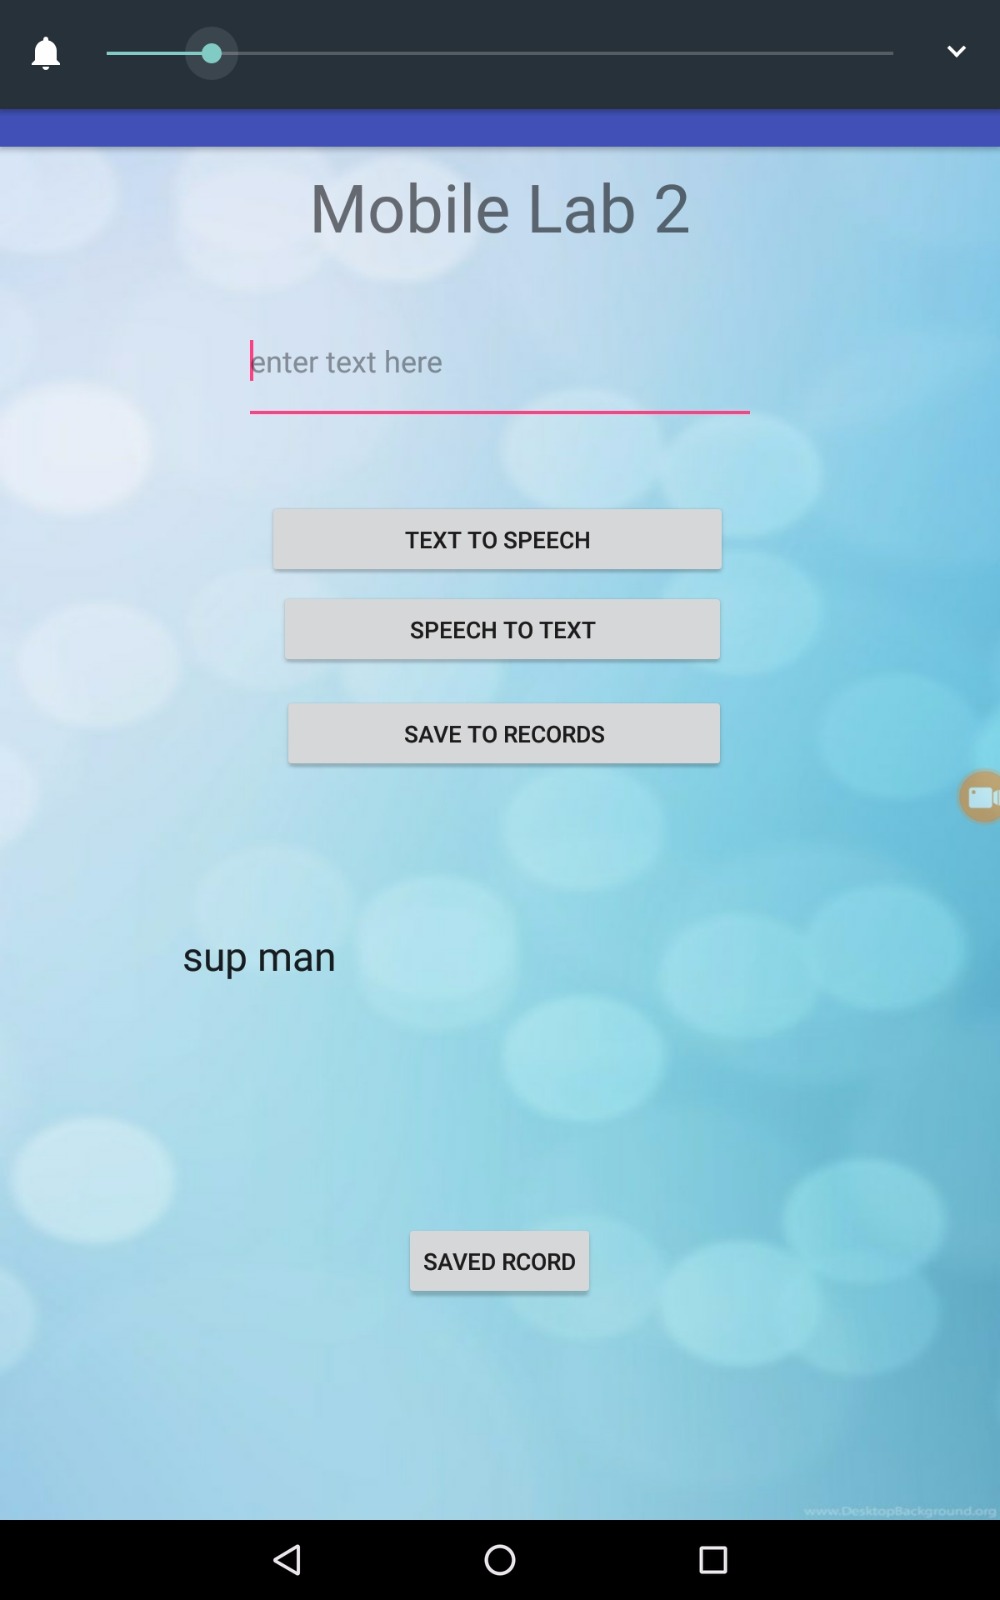 Mobile Lab 2
enter text here
TEXT TO SPEECH
SPEECH TO TEXT
SAVE TO RECORDS
sup man
SAVED RCORD
www.DesktopBackground.org